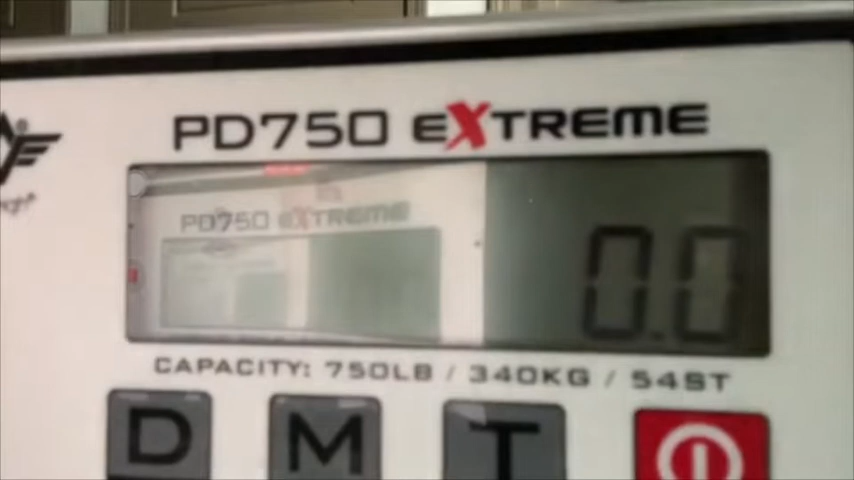 PD750 EXTREME
PD750 EXTREME
0.0
CAPACITY: 750LB / 340KG / 54ST
D M T